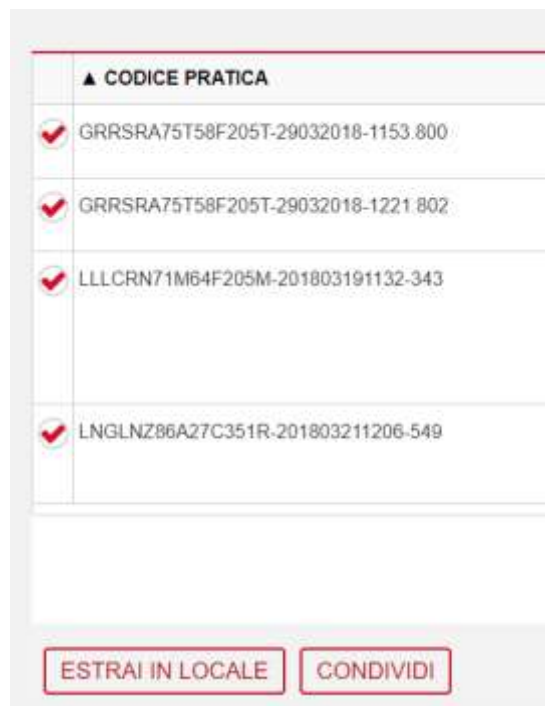 ▲ CODICE PRATICA
GRRSRA75T58F205T-29032018-1153.800
GRRSRA75T58F205T-29032018-1221.802
LLLCRN71M64F205M-201803191132-343
LNGLNZ86A27C351R-201803211206-549
ESTRAI IN LOCALE
CONDIVIDI